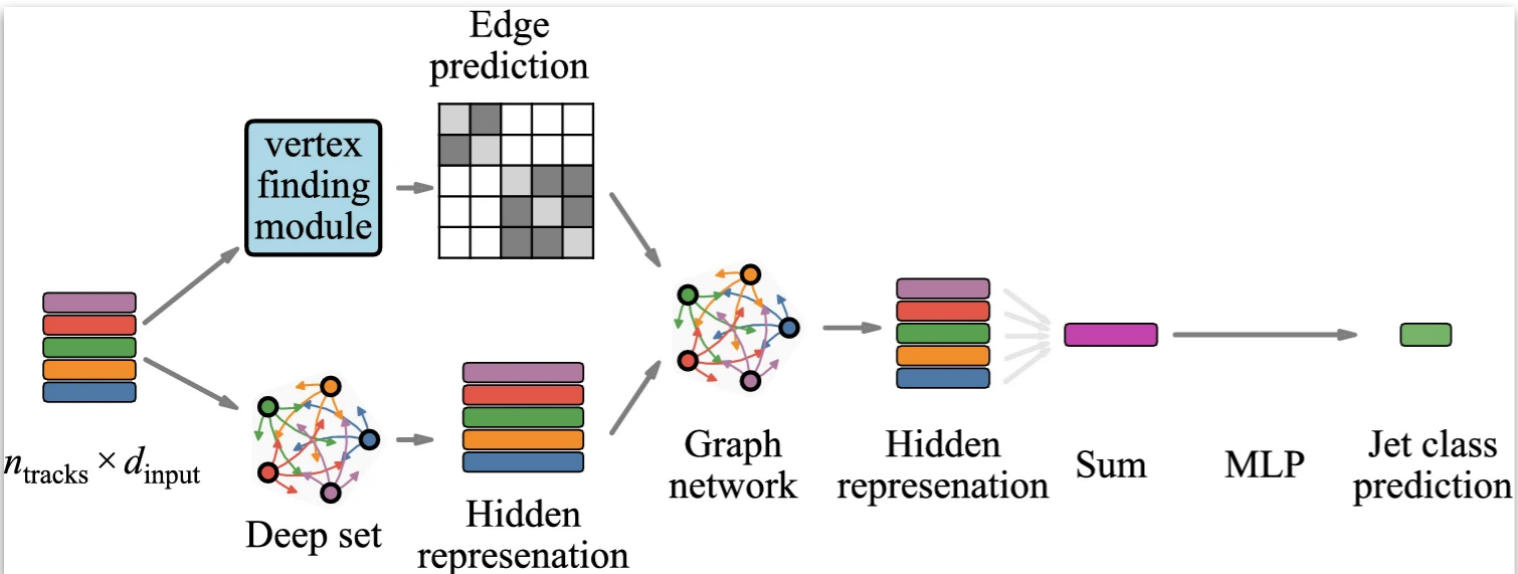 Edge
prediction
vertex
finding
module
n_tracks × d_input
Deep set
Hidden
represenation
Graph
network
Hidden
represenation
Sum
MLP
Jet class
prediction